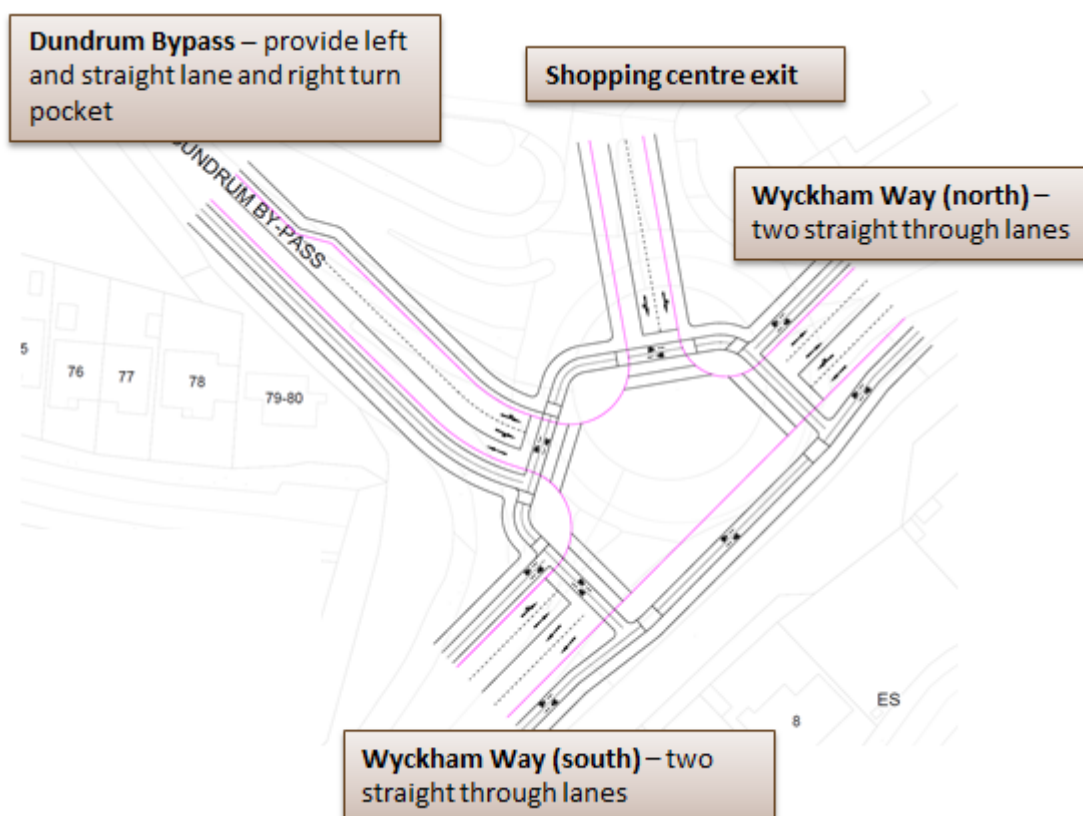 Dundrum Bypass – provide left
and straight lane and right turn
pocket
Shopping centre exit
Wyckham Way (north) –
two straight through lanes
DUNDRUM BY-PASS
5
76
77
78
79-80
ES
8
Wyckham Way (south) – two
straight through lanes